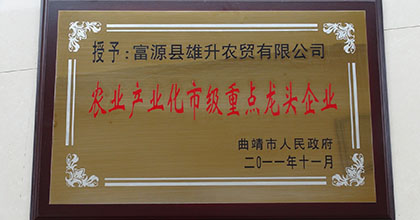 授予：富源县雄升农贸有限公司
农业产业化市级重点龙头企业
曲靖市人民政府
二〇一一年十一月